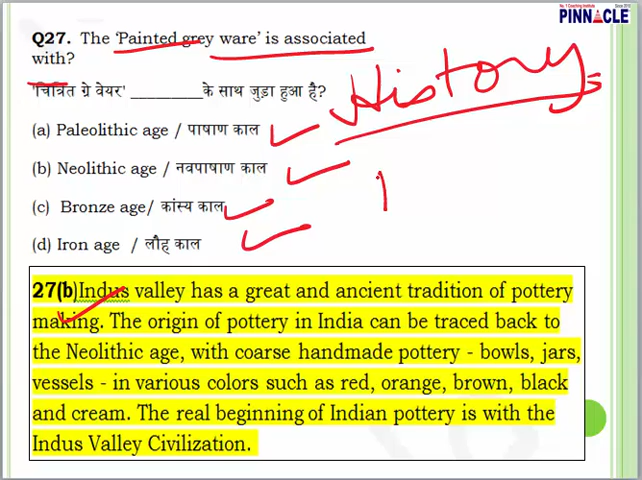 No. 1 Coaching Institute
Since 2013
PINNACLE
Q27. The 'Painted grey ware' is associated
with?
'चित्रित ग्रे वेयर' _________के साथ जुड़ा हुआ है?
History
(a) Paleolithic age / पाषाण काल
(b) Neolithic age / नवपाषाण काल
(c) Bronze age/ कांस्य काल
(d) Iron age / लौह काल
27(b)Indus valley has a great and ancient tradition of pottery
making. The origin of pottery in India can be traced back to
the Neolithic age, with coarse handmade pottery - bowls, jars,
vessels - in various colors such as red, orange, brown, black
and cream. The real beginning of Indian pottery is with the
Indus Valley Civilization.